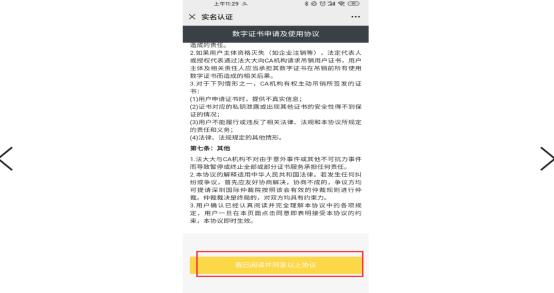 上午11:29
实名认证
数字证书申请及使用协议
造成的责任。
2.如果用户主体资格灭失（如企业注销等），法定代表人
或授权代表通过法大大向CA机构请求吊销用户证书，用户
主体及相关责任人应当承担其数字证书在吊销前所有使用
数字证书而造成的相关后果。
3.对于下列情形之一，CA机构有权主动吊销所签发的证
书：
(1)用户申请证书时，提供不真实信息；
(2)证书对应的私钥泄露或出现其他证书的安全性得不到保
证的情况；
(3)用户不能履行或违反了相关法律、法规和本协议所规定
的责任和义务；
(4)法律、法规规定的其他情形。
第七条：其他
1.法大大与CA机构不对由于意外事件或其他不可抗力事件
而导致暂停或终止全部或部分证书服务承担任何责任。
2.本协议的解释适用中华人民共和国法律。若发生任何纠
纷或争议，首先应友好协商解决，协商不成的，争议方均
可提请深圳国际仲裁院按照该会有效的仲裁规则进行仲
裁。仲裁裁决是终局的，对双方均具有约束力。
3.用户确认已经认真阅读并完全理解本协议中的各项规
定，用户一旦在本页面点击同意即表明接受本协议的约
束，本协议即时生效。
我已阅读并同意以上协议